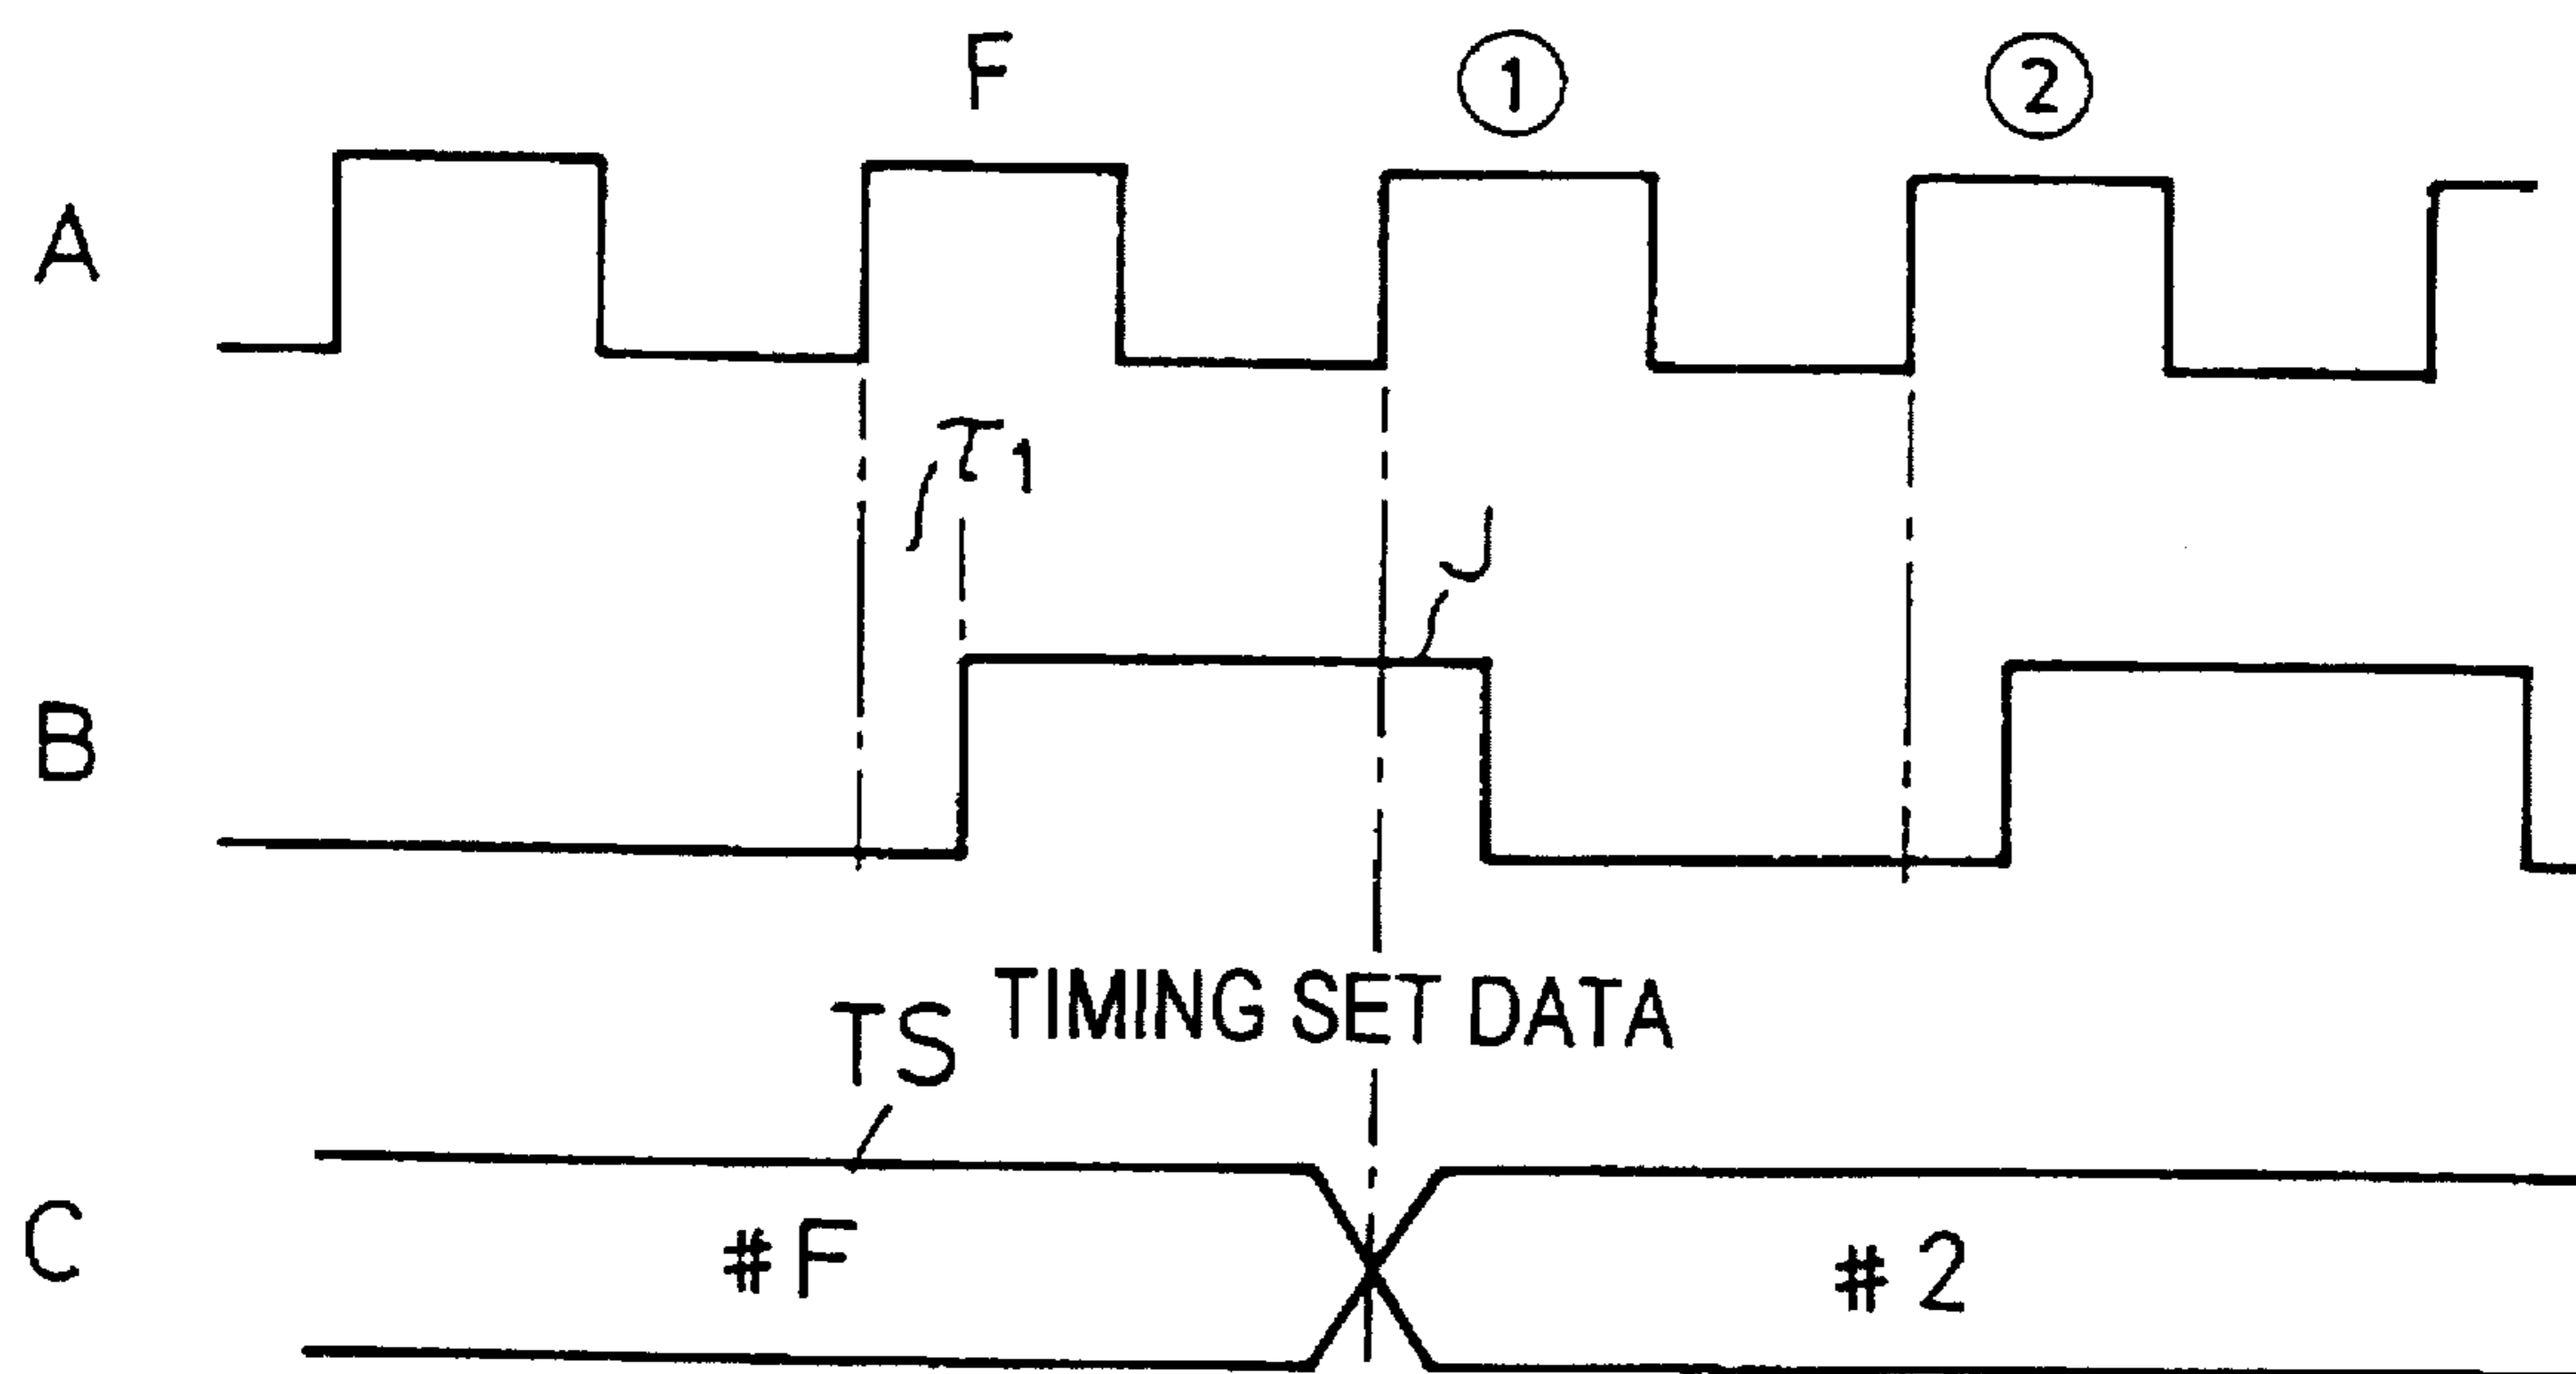 F ① ②
A
τ1
J
B
TIMING SET DATA
TS
C #F #2